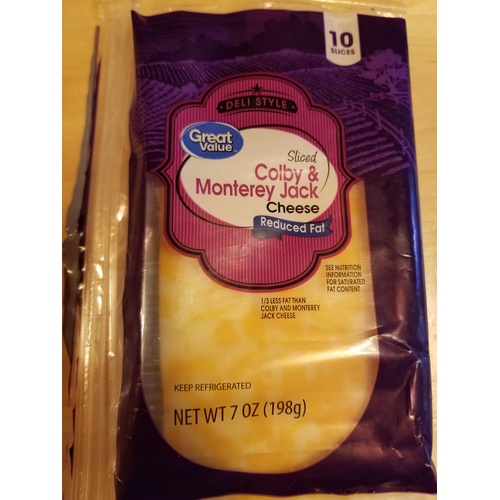 10
SLICES
DELI STYLE
Great
Value
Sliced
Colby &
Monterey Jack
Cheese
Reduced Fat
SEE NUTRITION
INFORMATION
FOR SATURATED
FAT CONTENT
1/3 LESS FAT THAN
COLBY AND MONTEREY
JACK CHEESE
KEEP REFRIGERATED
NET WT 7 OZ (198g)